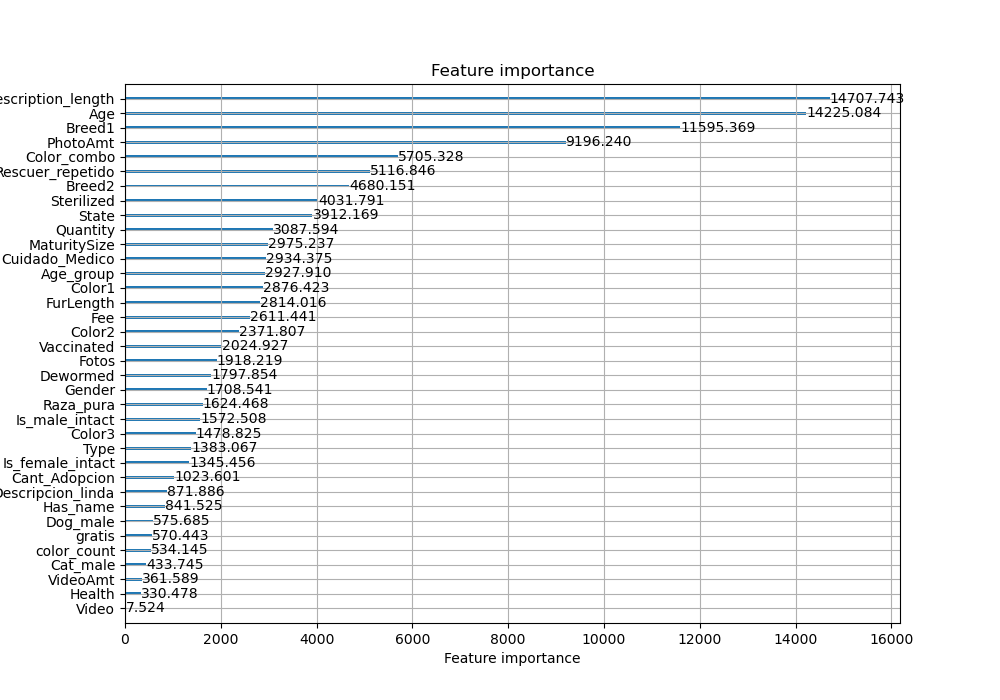 Feature importance
escription_length 14707.743
Age 14225.084
Breed1 11595.369
PhotoAmt 9196.240
Color_combo 5705.328
Rescuer_repetido 5116.846
Breed2 4680.151
Sterilized 4031.791
State 3912.169
Quantity 3087.594
MaturitySize 2975.237
Cuidado_Medico 2934.375
Age_group 2927.910
Color1 2876.423
FurLength 2814.016
Fee 2611.441
Color2 2371.807
Vaccinated 2024.927
Fotos 1918.219
Dewormed 1797.854
Gender 1708.541
Raza_pura 1624.468
Is_male_intact 1572.508
Color3 1478.825
Type 1383.067
Is_female_intact 1345.456
Cant_Adopcion 1023.601
Descripcion_linda 871.886
Has_name 841.525
Dog_male 575.685
gratis 570.443
color_count 534.145
Cat_male 433.745
VideoAmt 361.589
Health 330.478
Video 7.524
0 2000 4000 6000 8000 10000 12000 14000 16000
Feature importance